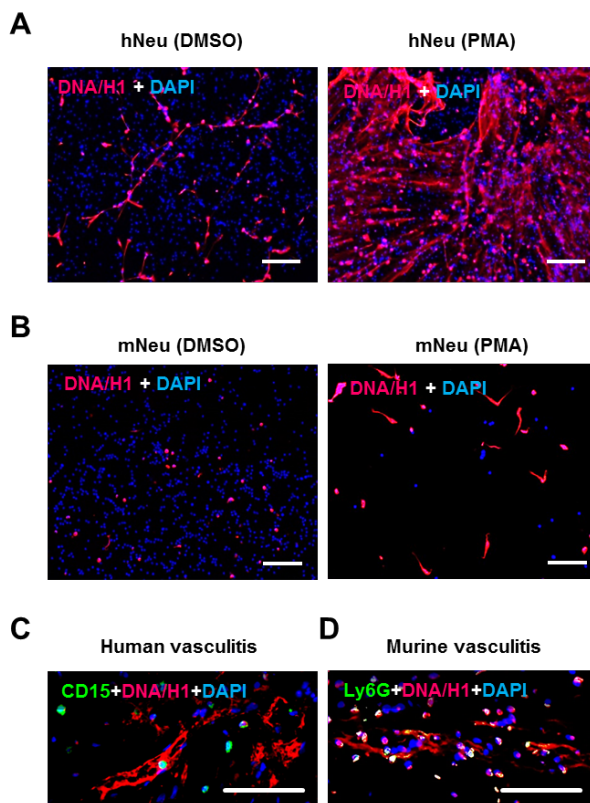 A
hNeu (DMSO) hNeu (PMA)
DNA/H1 + DAPI DNA/H1 + DAPI
B
mNeu (DMSO) mNeu (PMA)
DNA/H1 + DAPI DNA/H1 + DAPI
C Human vasculitis D Murine vasculitis
CD15+DNA/H1+DAPI Ly6G+DNA/H1+DAPI